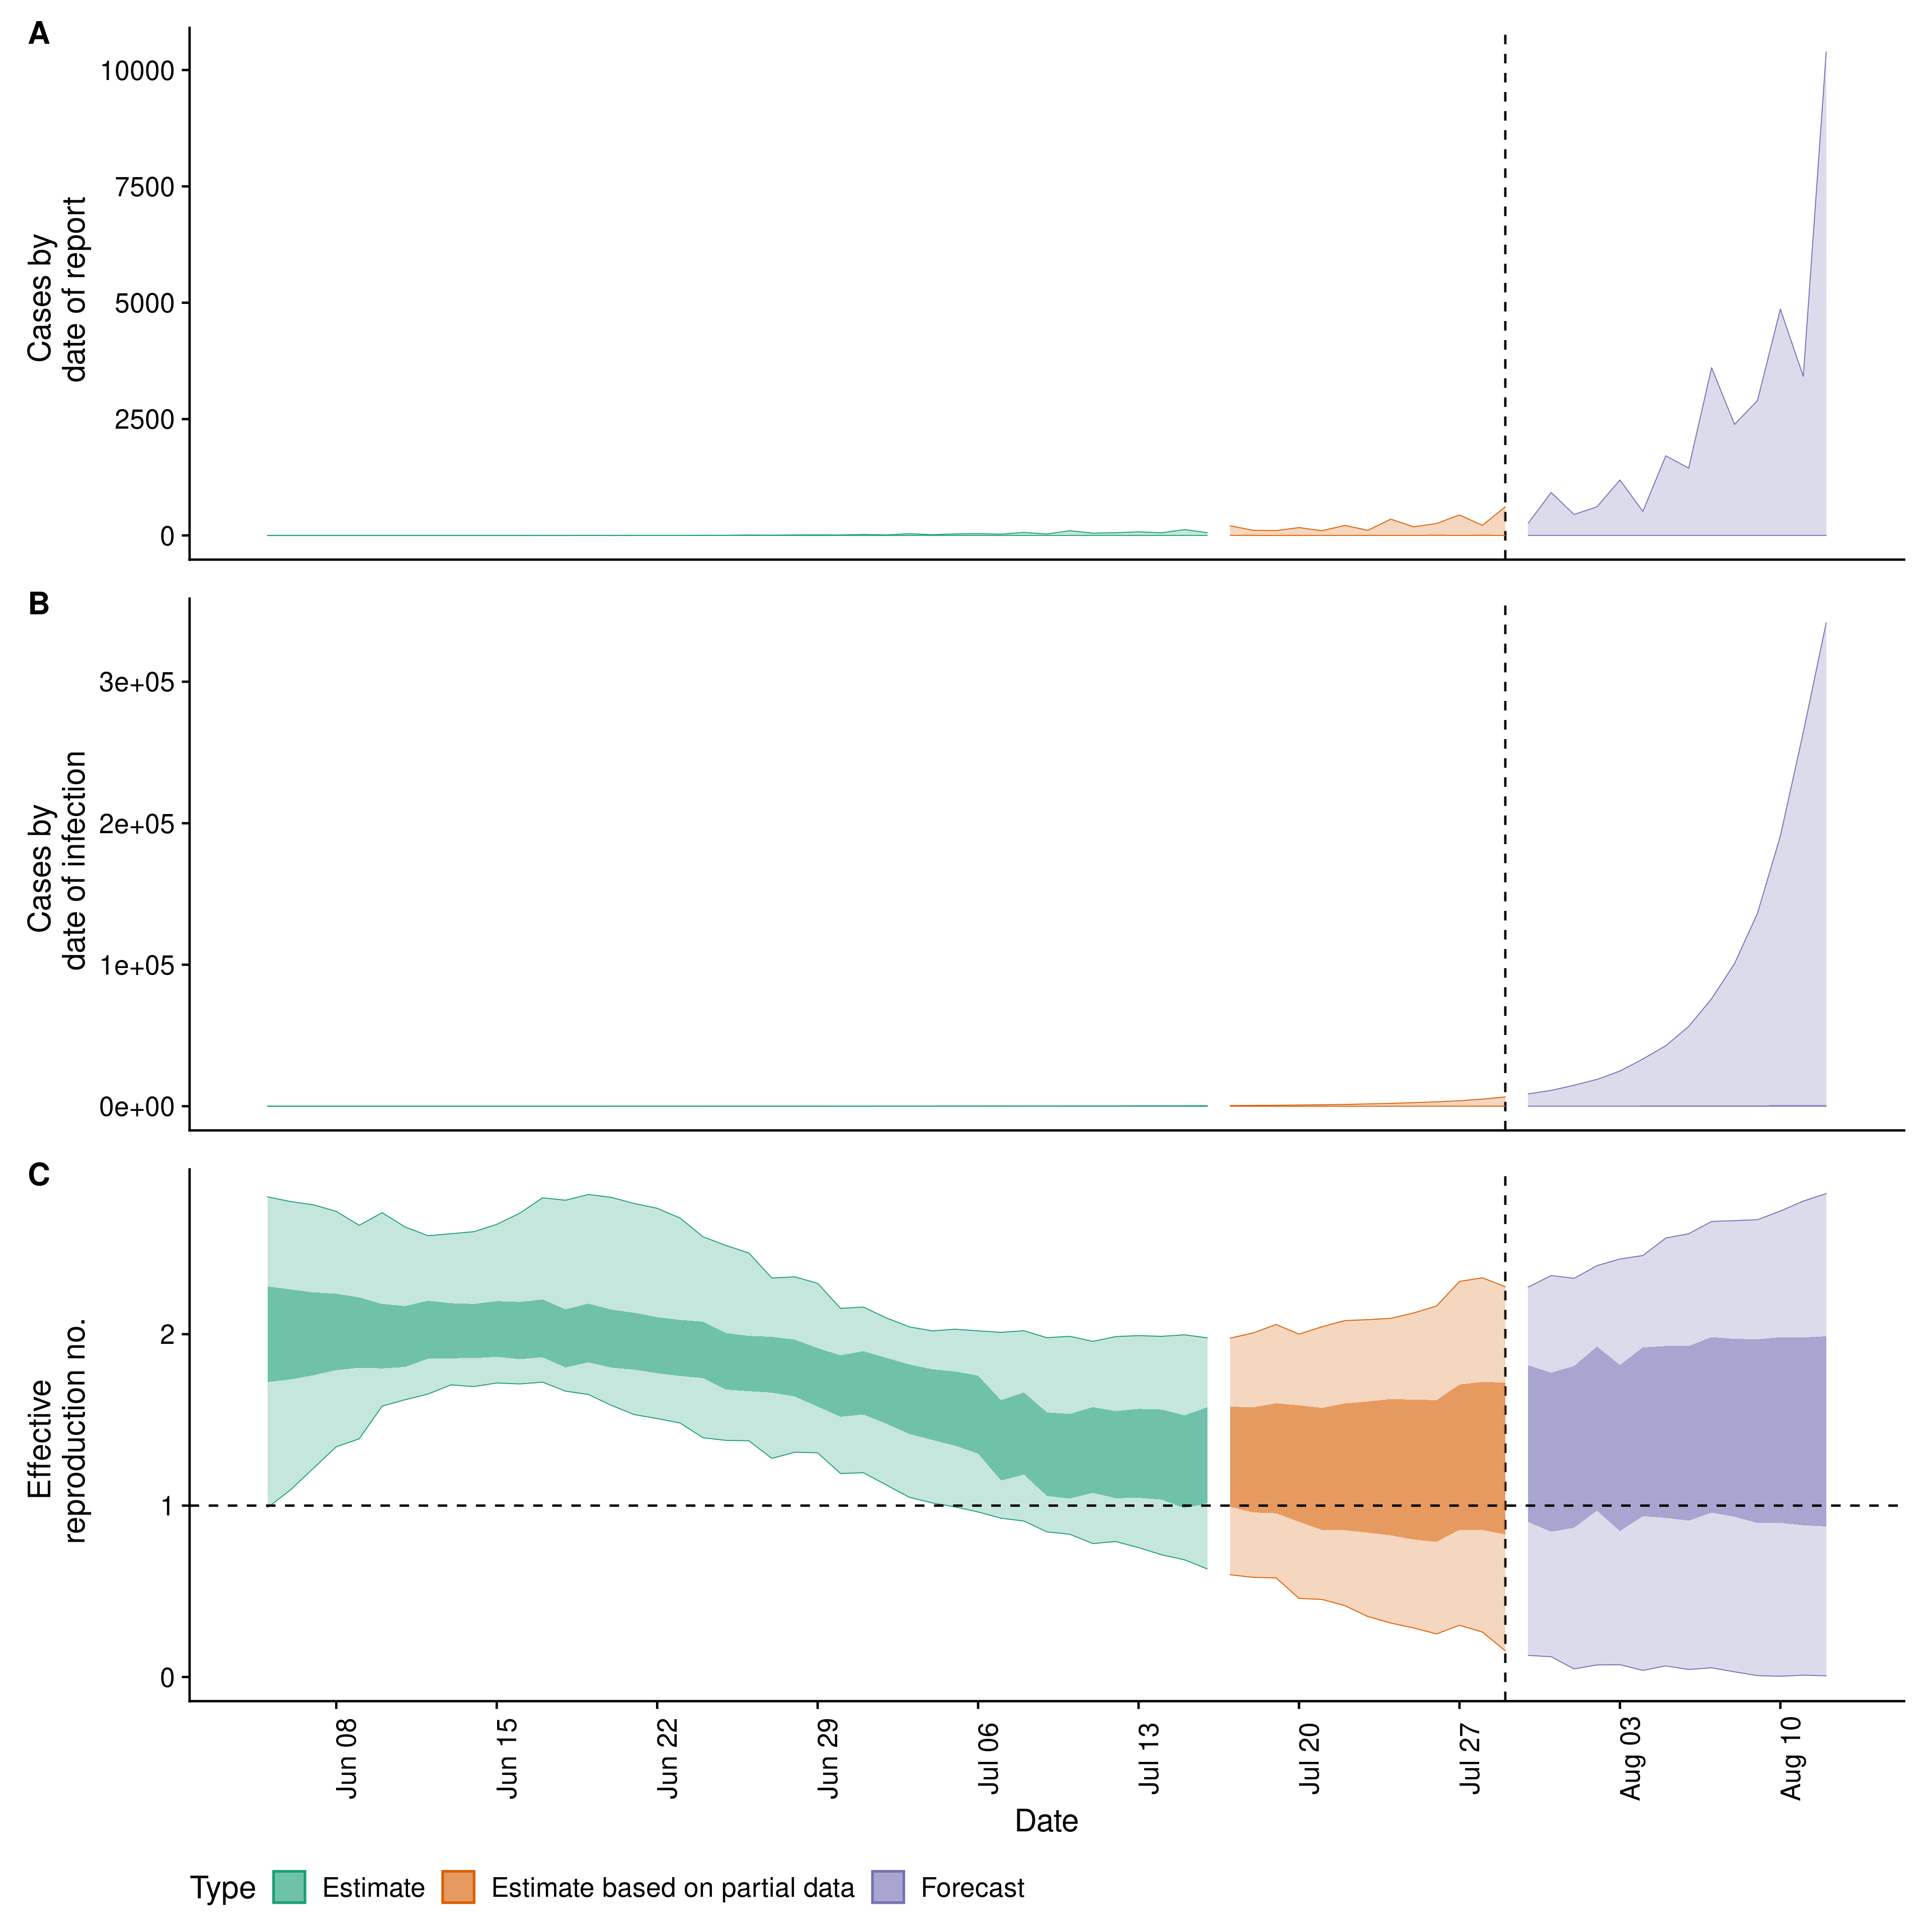 A
10000
7500
5000
2500
0
Cases by
date of report
B
3e+05
2e+05
1e+05
0e+00
Cases by
date of infection
C
2
1
0
Effective
reproduction no.
Jun 08
Jun 15
Jun 22
Jun 29
Jul 06
Jul 13
Jul 20
Jul 27
Aug 03
Aug 10
Date
Type Estimate Estimate based on partial data Forecast